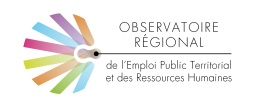 OBSERVATOIRE
RÉGIONAL
de l'Emploi Public Territorial
et des Ressources Humaines